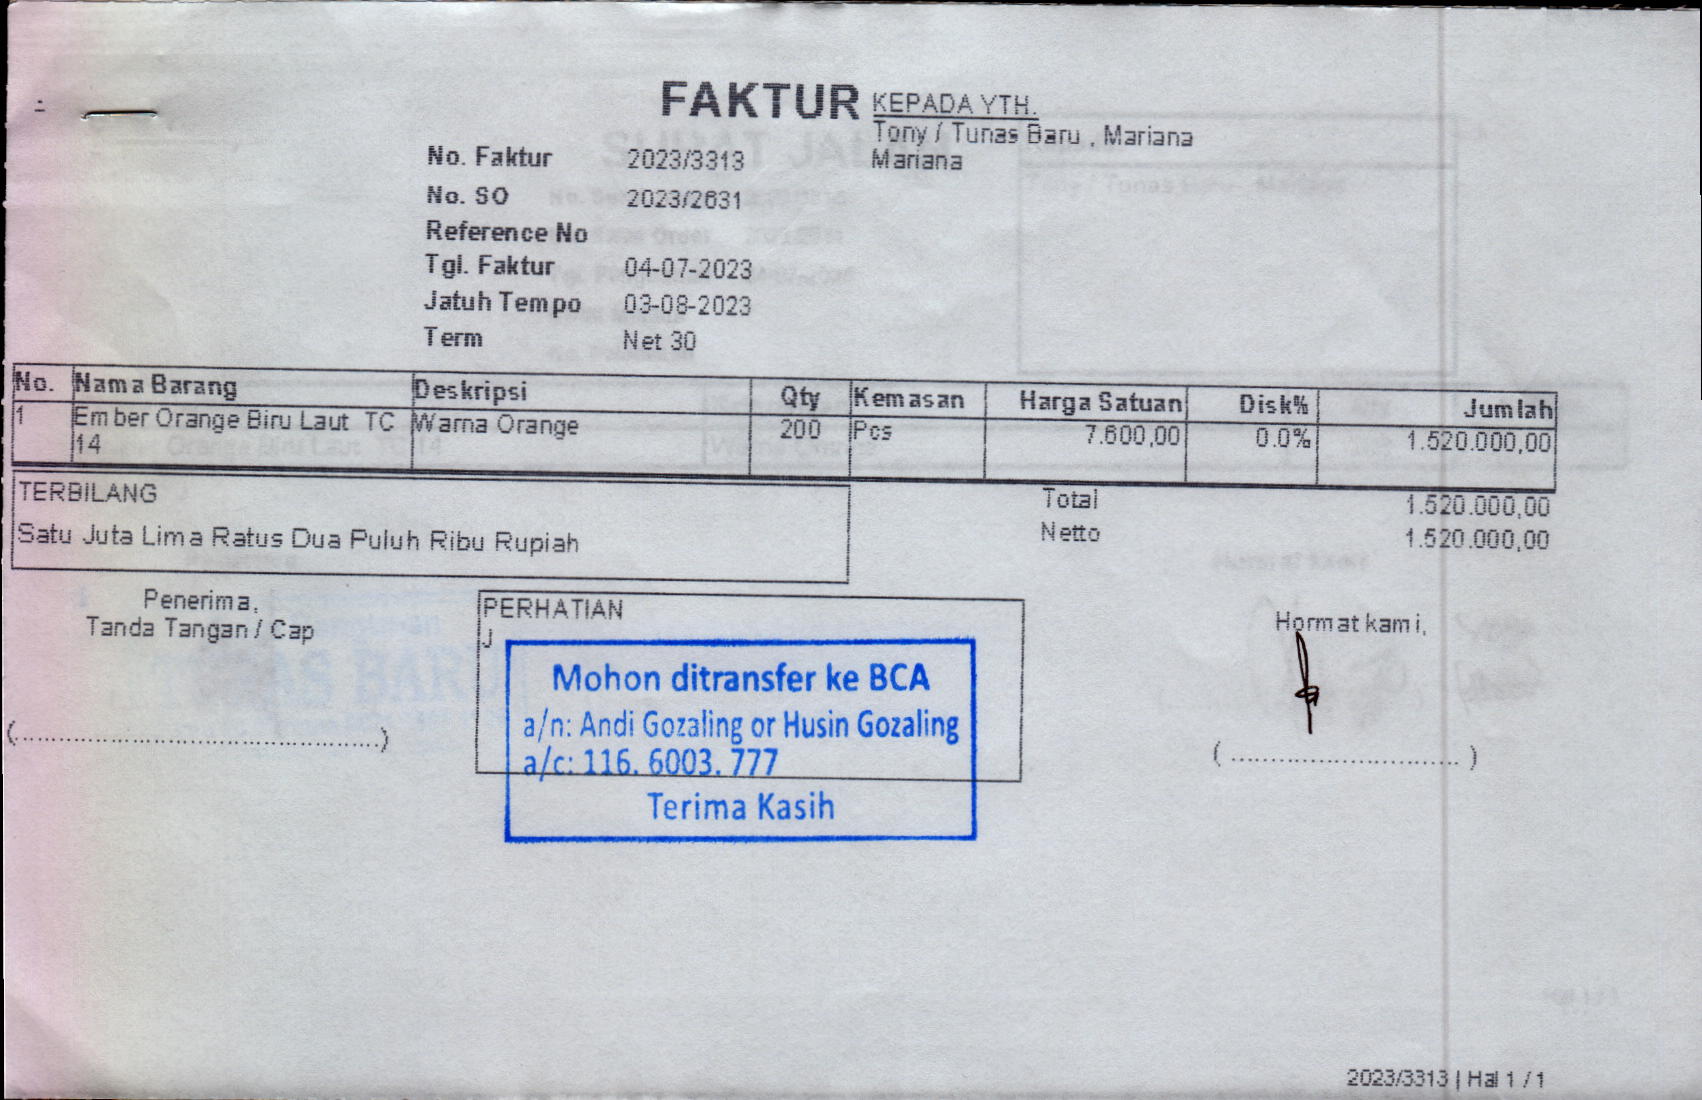 FAKTUR
KEPADA YTH.
Tony / Tunas Baru , Mariana
Mariana
No. Faktur 2023/3313
No. SO 2023/2631
Reference No
Tgl. Faktur 04-07-2023
Jatuh Tempo 03-08-2023
Term Net 30
No. Nama Barang Deskripsi Qty Kemasan Harga Satuan Disk% Jumlah
1 Ember Orange Biru Laut TC Warna Orange 200 Pcs 7.600,00 0.0% 1.520.000,00
14
TERBILANG
Satu Juta Lima Ratus Dua Puluh Ribu Rupiah
Total 1.520.000,00
Netto 1.520.000,00
Penerima,
Tanda Tangan / Cap
(............................................)
PERHATIAN
J
Mohon ditransfer ke BCA
a/n: Andi Gozaling or Husin Gozaling
a/c: 116. 6003. 777
Terima Kasih
Hormat kami,
(............................)
2023/3313 | Hal 1 / 1